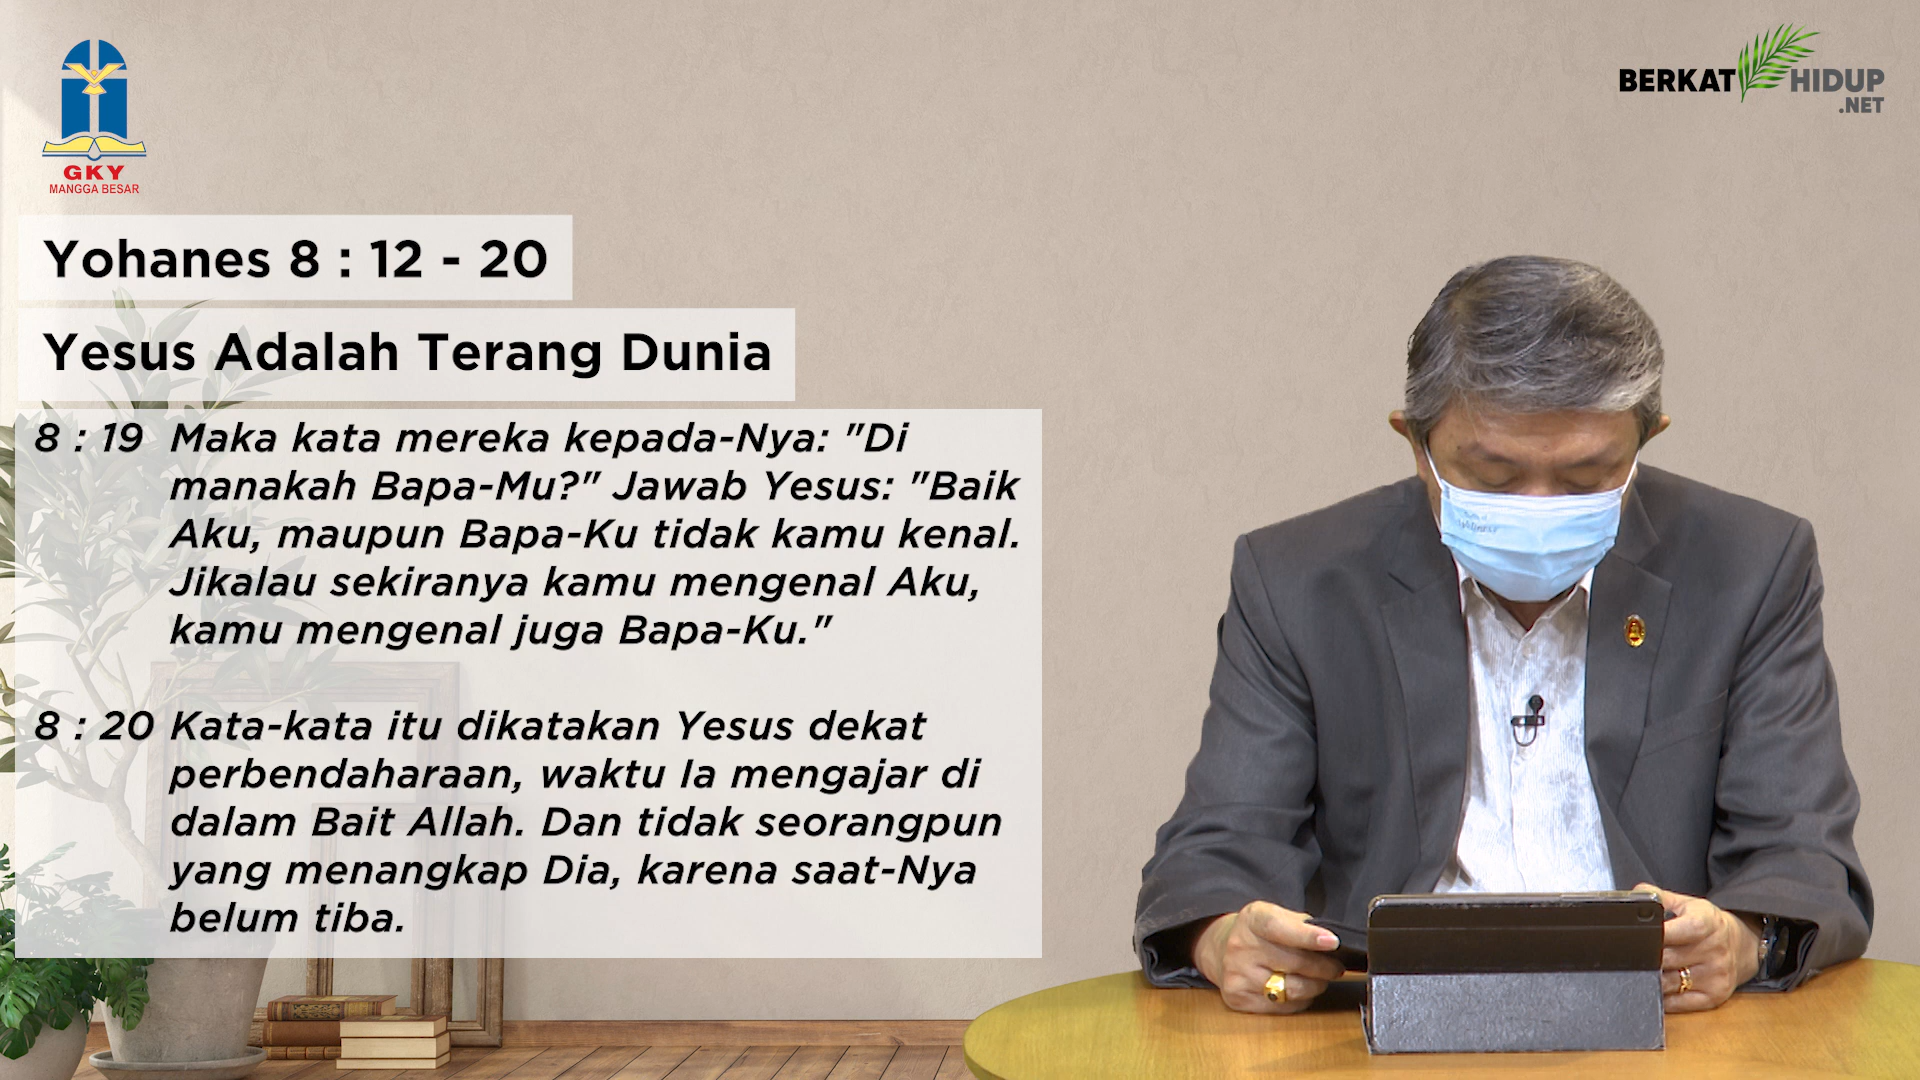 GKY
MANGGA BESAR
BERKAT HIDUP
.NET
Yohanes 8 : 12 - 20
Yesus Adalah Terang Dunia
8 : 19 Maka kata mereka kepada-Nya: "Di
manakah Bapa-Mu?" Jawab Yesus: "Baik
Aku, maupun Bapa-Ku tidak kamu kenal.
Jikalau sekiranya kamu mengenal Aku,
kamu mengenal juga Bapa-Ku."
8 : 20 Kata-kata itu dikatakan Yesus dekat
perbendaharaan, waktu Ia mengajar di
dalam Bait Allah. Dan tidak seorangpun
yang menangkap Dia, karena saat-Nya
belum tiba.